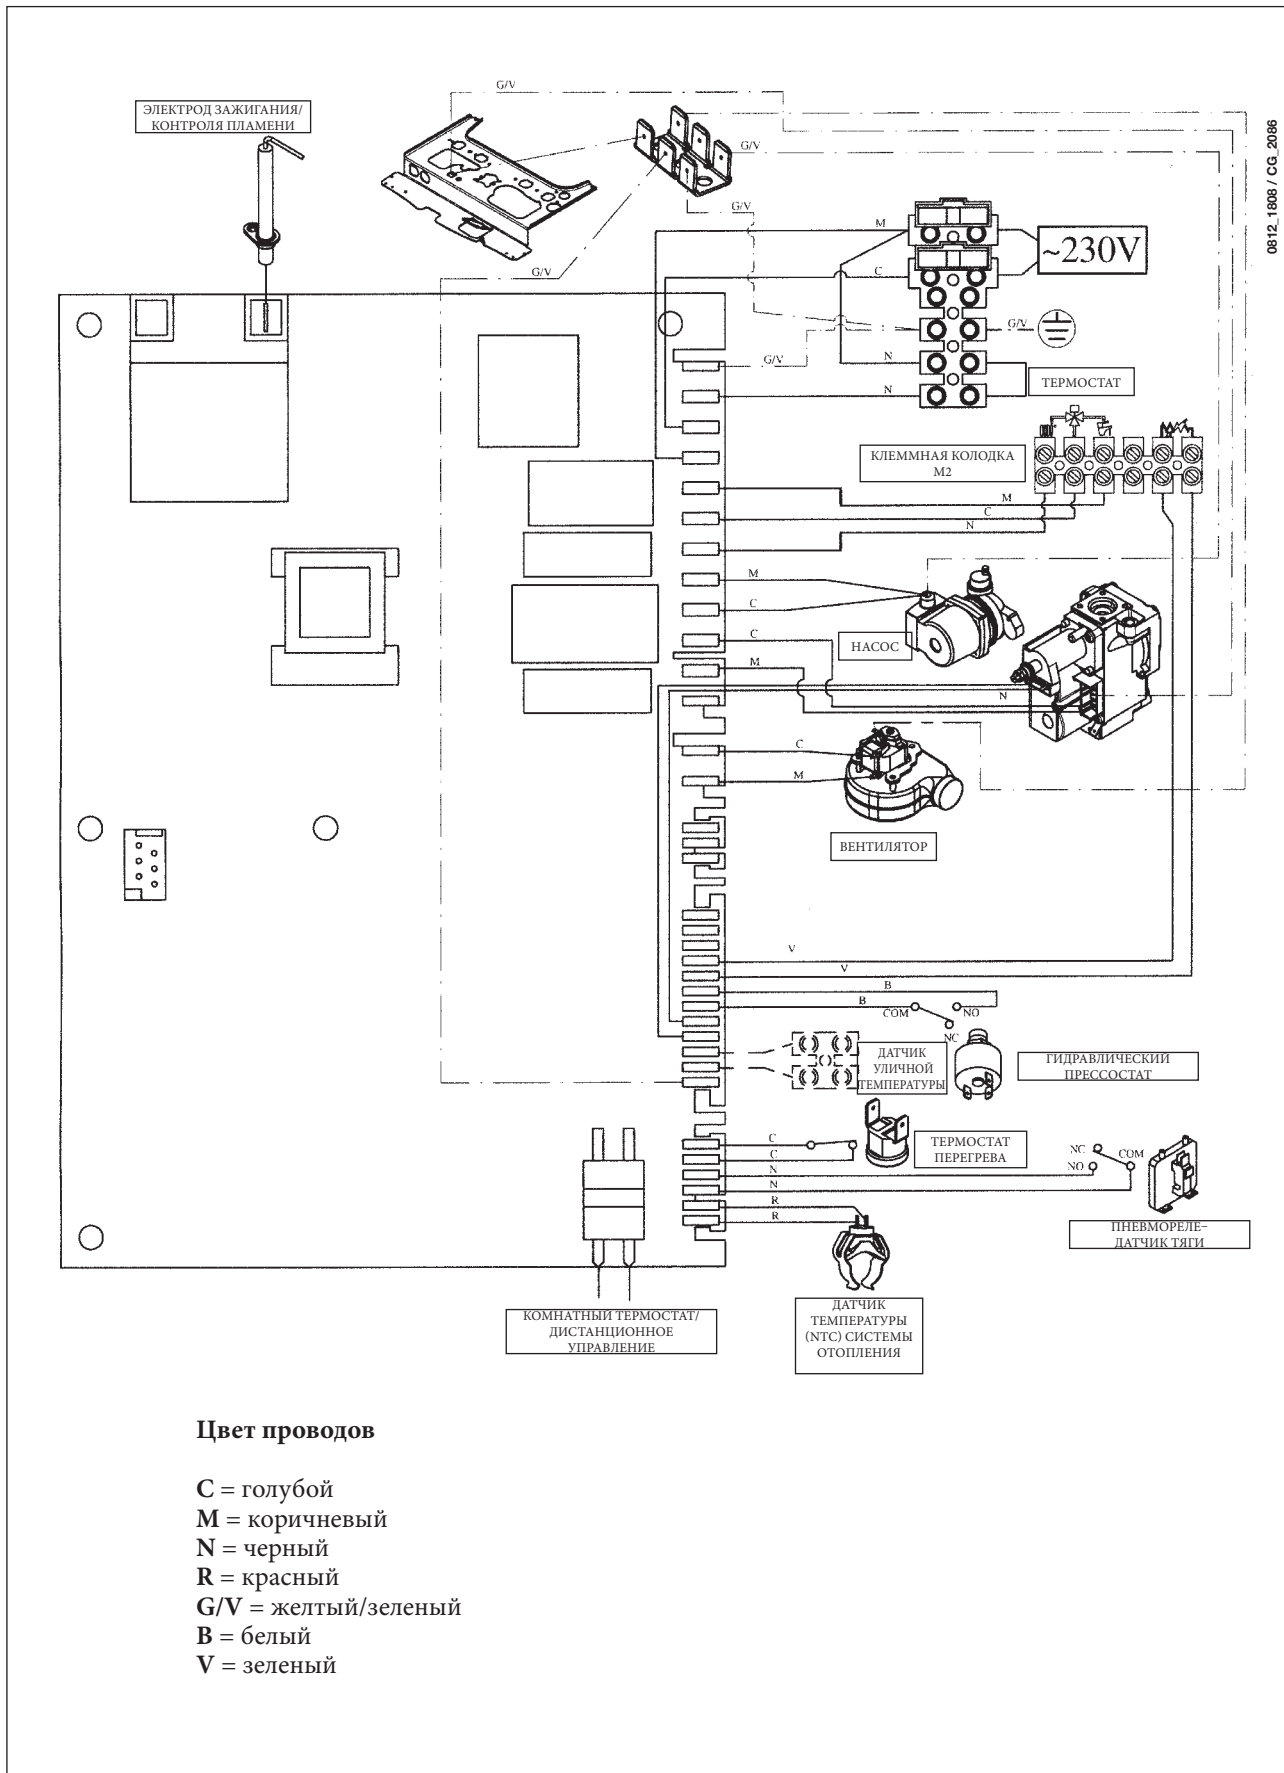 G/V
ЭЛЕКТРОД ЗАЖИГАНИЯ/
КОНТРОЛЯ ПЛАМЕНИ
0812_1808 / CG_2086
G/V
G/V
M
~230V
G/V
C
G/V
G/V
N
ТЕРМОСТАТ
N
КЛЕММНАЯ КОЛОДКА
M2
M
C
N
M
C
C
НАСОС
M
N
C
M
ВЕНТИЛЯТОР
V
V
B
B
COM
NO
NC
ДАТЧИК
УЛИЧНОЙ
ТЕМПЕРАТУРЫ
ГИДРАВЛИЧЕСКИЙ
ПРЕССОСТАТ
C
C
ТЕРМОСТАТ
ПЕРЕГРЕВА
NC
COM
NO
N
N
R
R
ПНЕВМОРЕЛЕ–
ДАТЧИК ТЯГИ
КОМНАТНЫЙ ТЕРМОСТАТ/
ДИСТАНЦИОННОЕ
УПРАВЛЕНИЕ
ДАТЧИК
ТЕМПЕРАТУРЫ
(NTC) СИСТЕМЫ
ОТОПЛЕНИЯ
Цвет проводов
C = голубой
M = коричневый
N = черный
R = красный
G/V = желтый/зеленый
B = белый
V = зеленый